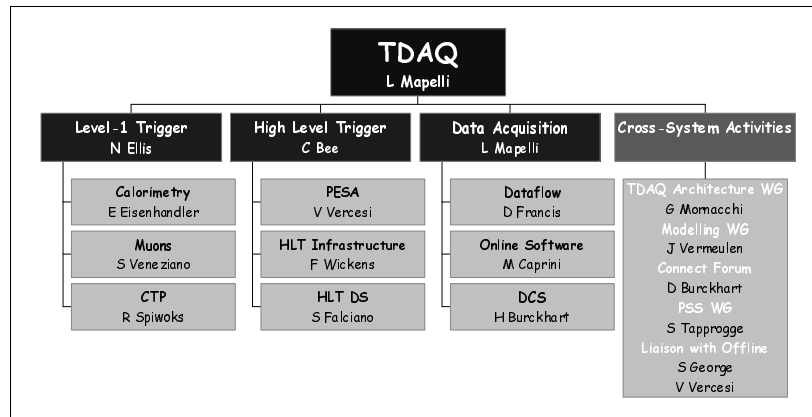 TDAQ
L Mapelli
Level-1 Trigger
N Ellis
High Level Trigger
C Bee
Data Acquisition
L Mapelli
Cross-System Activities
Calorimetry
E Eisenhandler
Muons
S Veneziano
CTP
R Spiwoks
PESA
V Vercesi
HLT Infrastructure
F Wickens
HLT DS
S Falciano
Dataflow
D Francis
Online Software
M Caprini
DCS
H Burckhart
TDAQ Architecture WG
G Mornacchi
Modelling WG
J Vermeulen
Connect Forum
D Burckhart
PSS WG
S Tapprogge
Liaison with Offline
S George
V Vercesi